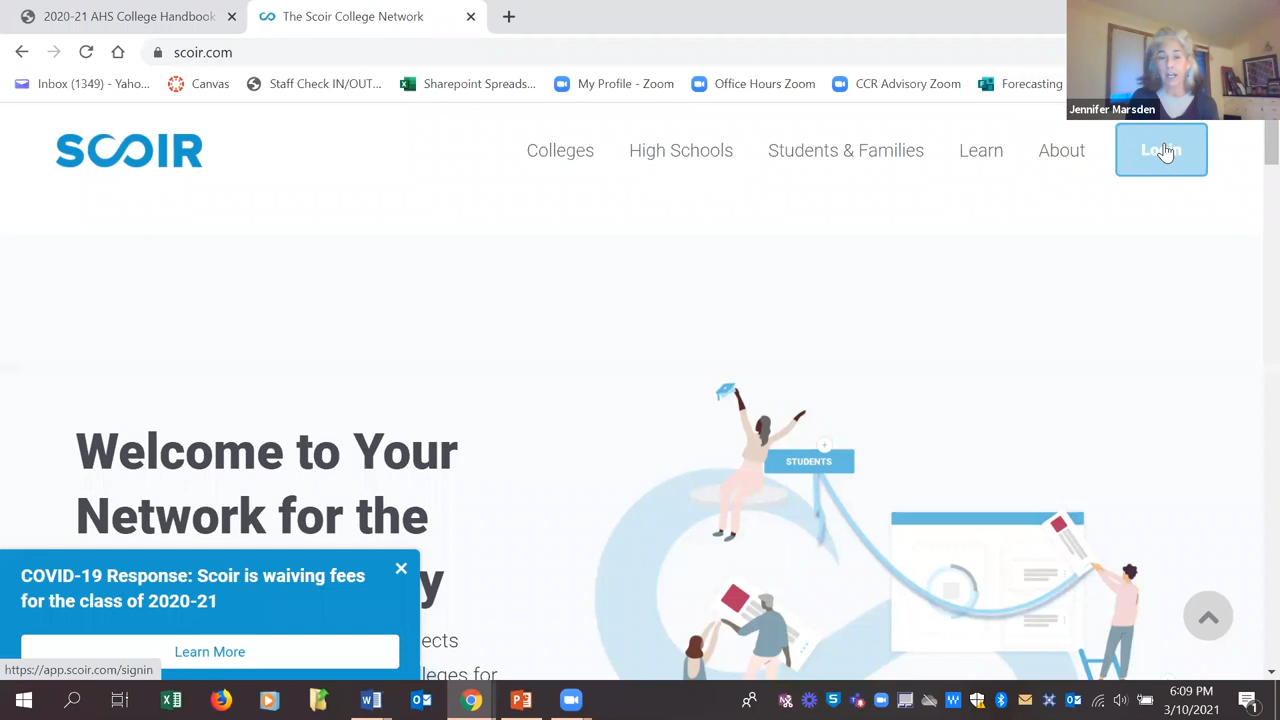 2020-21 AHS College Handbook
The Scoir College Network
scoir.com
Inbox (1349) - Yaho...
Canvas
Staff Check IN/OUT...
Sharepoint Spreads...
My Profile - Zoom
Office Hours Zoom
CCR Advisory Zoom
Forecasting
Jennifer Marsden
SCOIR
Colleges
High Schools
Students & Families
Learn
About
Login
Welcome to Your
Network for the
STUDENTS
COVID-19 Response: Scoir is waiving fees
for the class of 2020-21
Learn More
https://app.scoir.com/signin
6:09 PM
3/10/2021